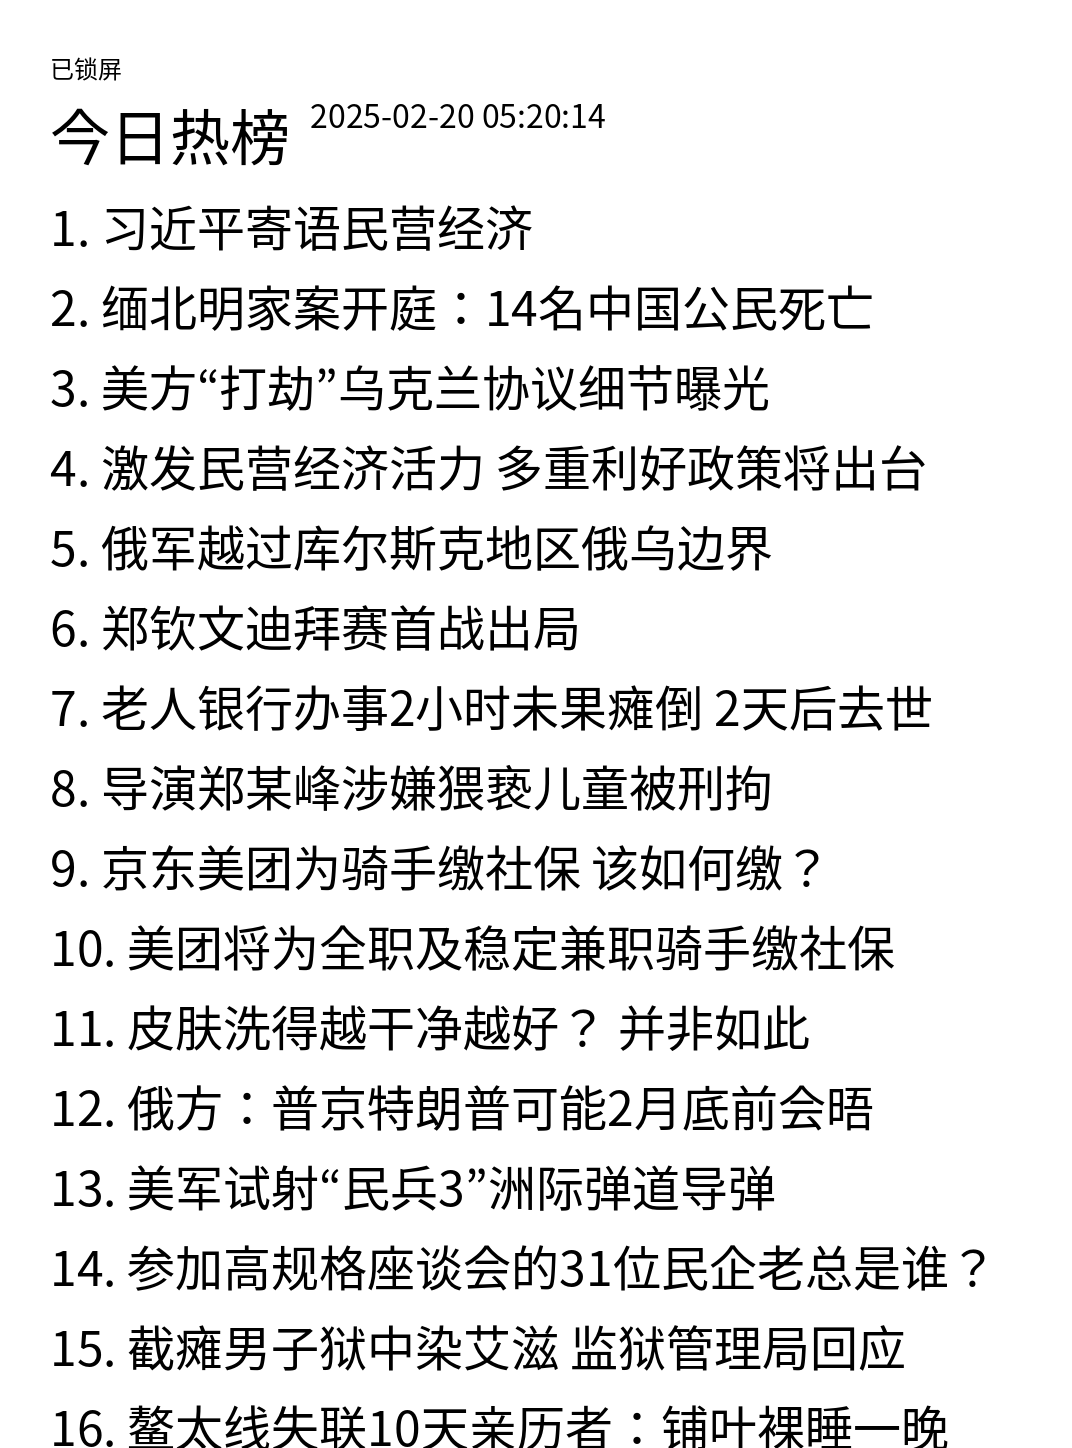 已锁屏
今日热榜 2025-02-20 05:20:14
1. 习近平寄语民营经济
2. 缅北明家案开庭：14名中国公民死亡
3. 美方“打劫”乌克兰协议细节曝光
4. 激发民营经济活力 多重利好政策将出台
5. 俄军越过库尔斯克地区俄乌边界
6. 郑钦文迪拜赛首战出局
7. 老人银行办事2小时未果瘫倒 2天后去世
8. 导演郑某峰涉嫌猥亵儿童被刑拘
9. 京东美团为骑手缴社保 该如何缴？
10. 美团将为全职及稳定兼职骑手缴社保
11. 皮肤洗得越干净越好？ 并非如此
12. 俄方：普京特朗普可能2月底前会晤
13. 美军试射“民兵3”洲际弹道导弹
14. 参加高规格座谈会的31位民企老总是谁？
15. 截瘫男子狱中染艾滋 监狱管理局回应
16. 鳌太线失联10天亲历者：铺叶裸睡一晚